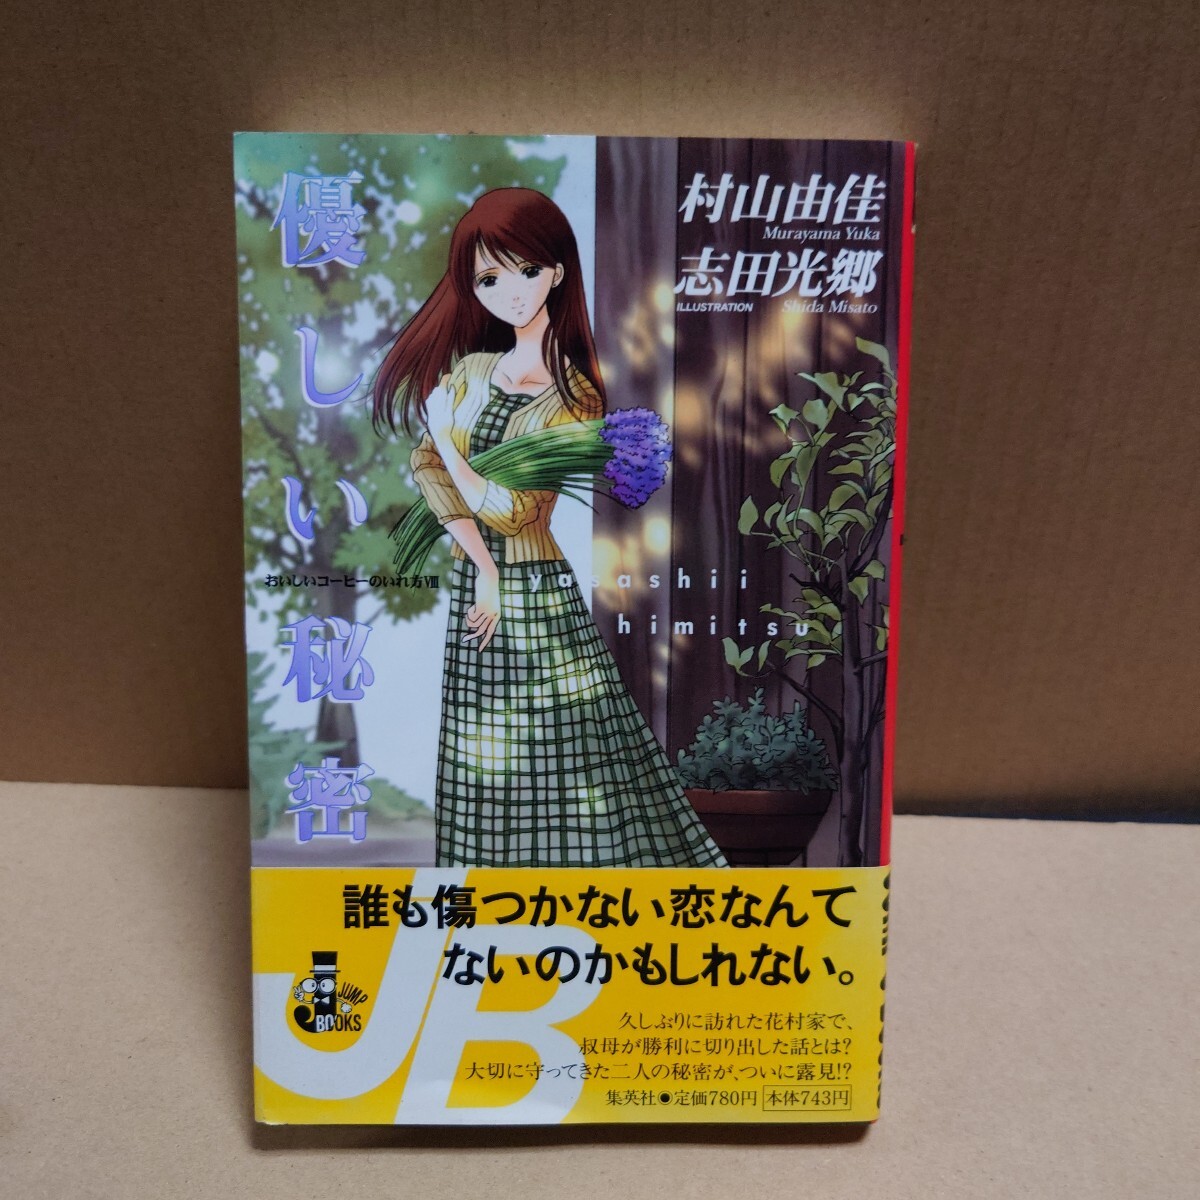 優しい秘密
おいしいコーヒーのいれ方Ⅷ
村山由佳
Murayama Yuka
志田光郷
ILLUSTRATION Shida Misato
yasashii
himitsu
誰も傷つかない恋なんて
ないのかもしれない。
JB
JUMP
BOOKS
久しぶりに訪れた花村家で、
叔母が勝利に切り出した話とは?
大切に守ってきた二人の秘密が、ついに露見!?
集英社●定価780円 本体743円